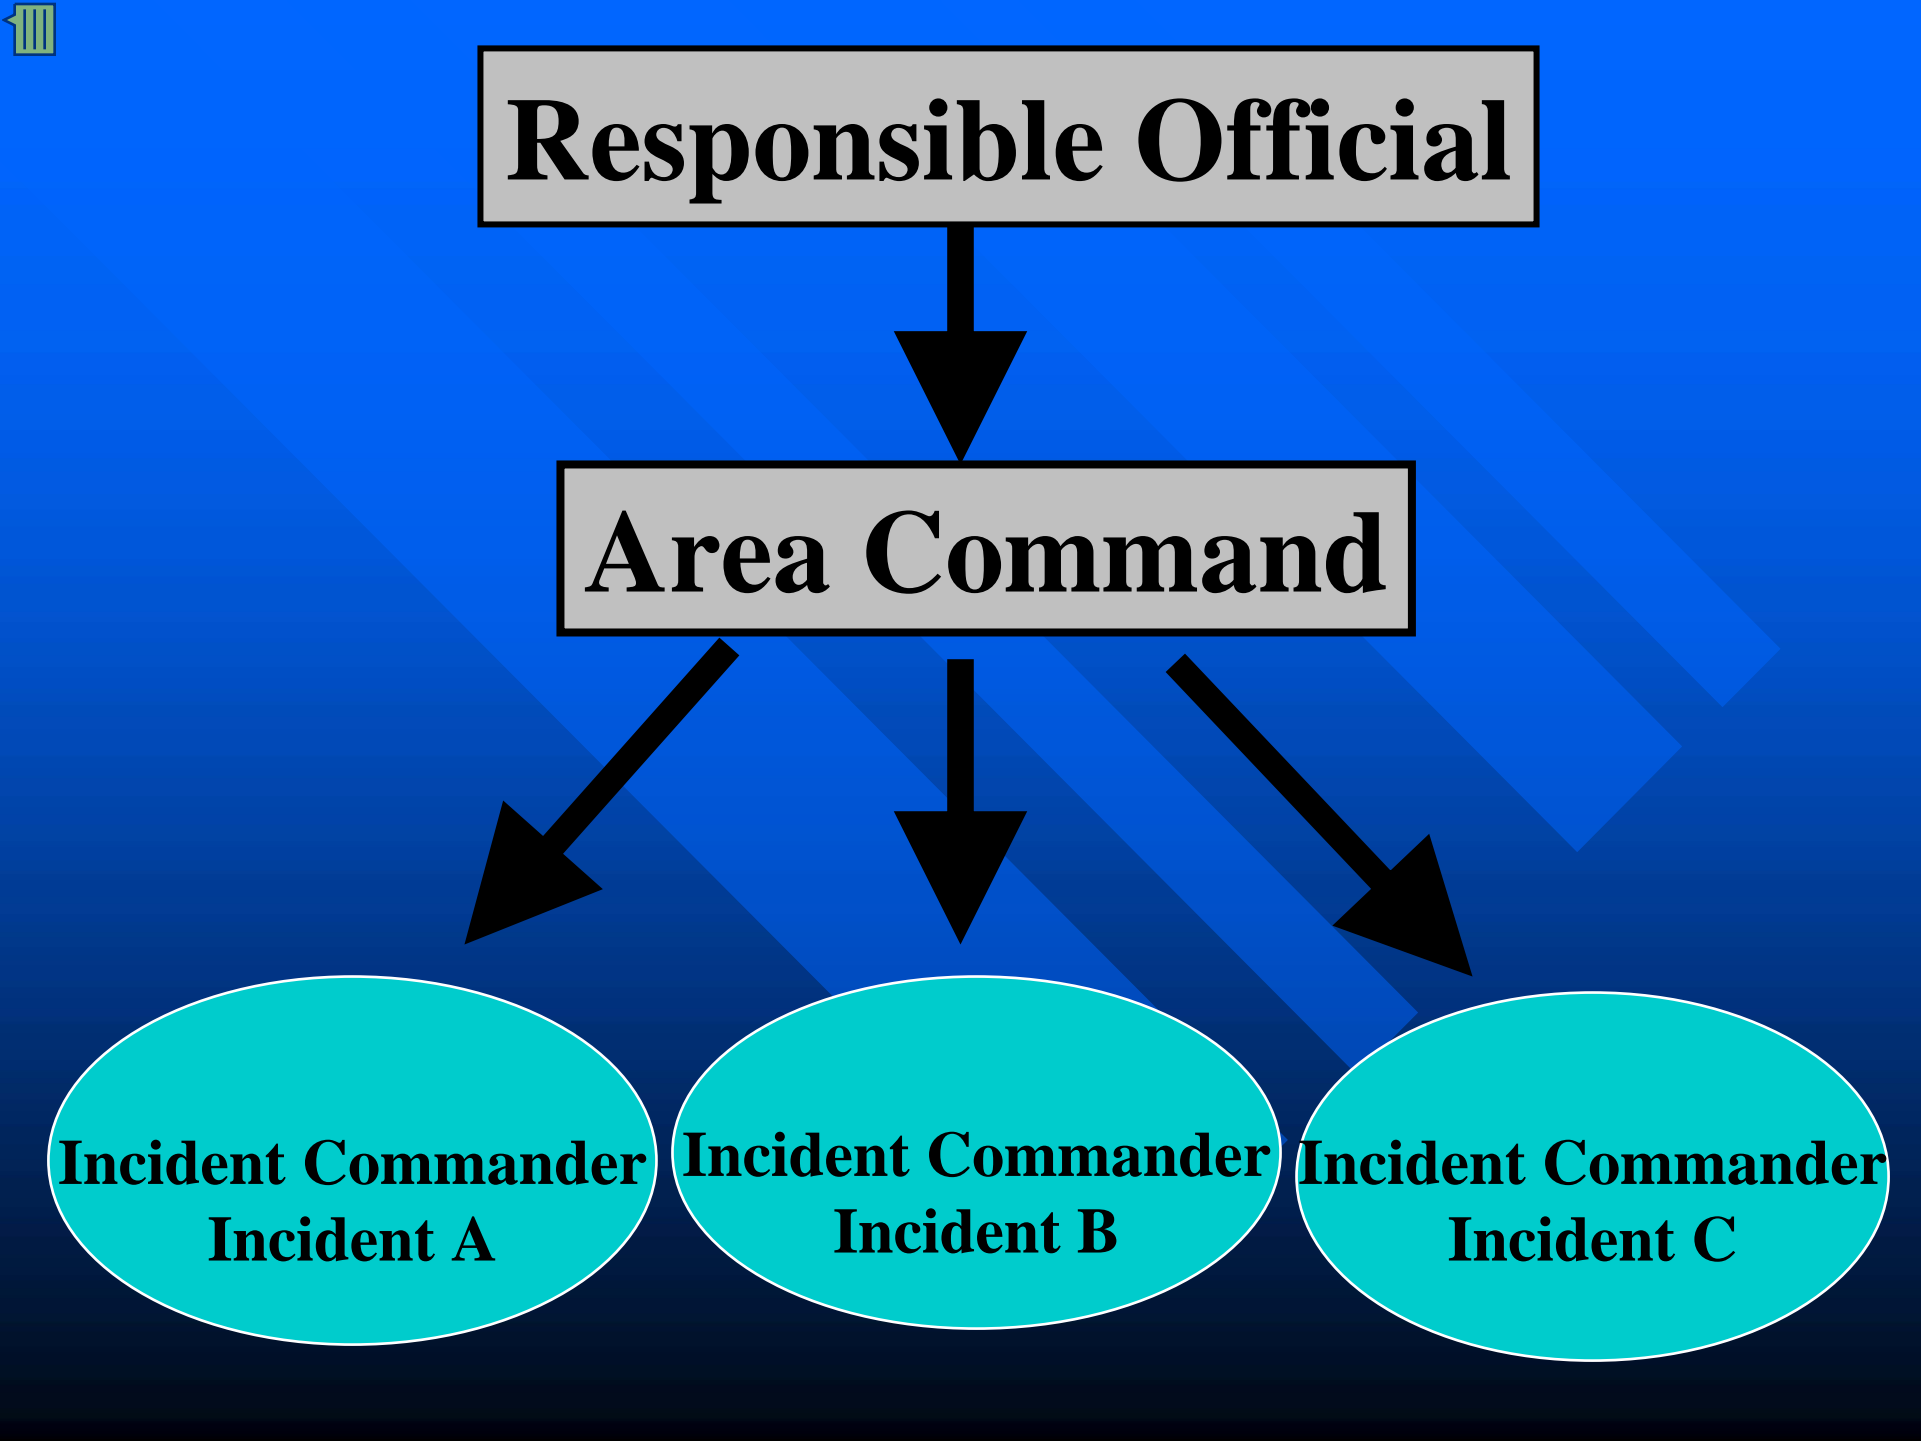 Responsible Official
Area Command
Incident Commander
Incident A
Incident Commander
Incident B
Incident Commander
Incident C